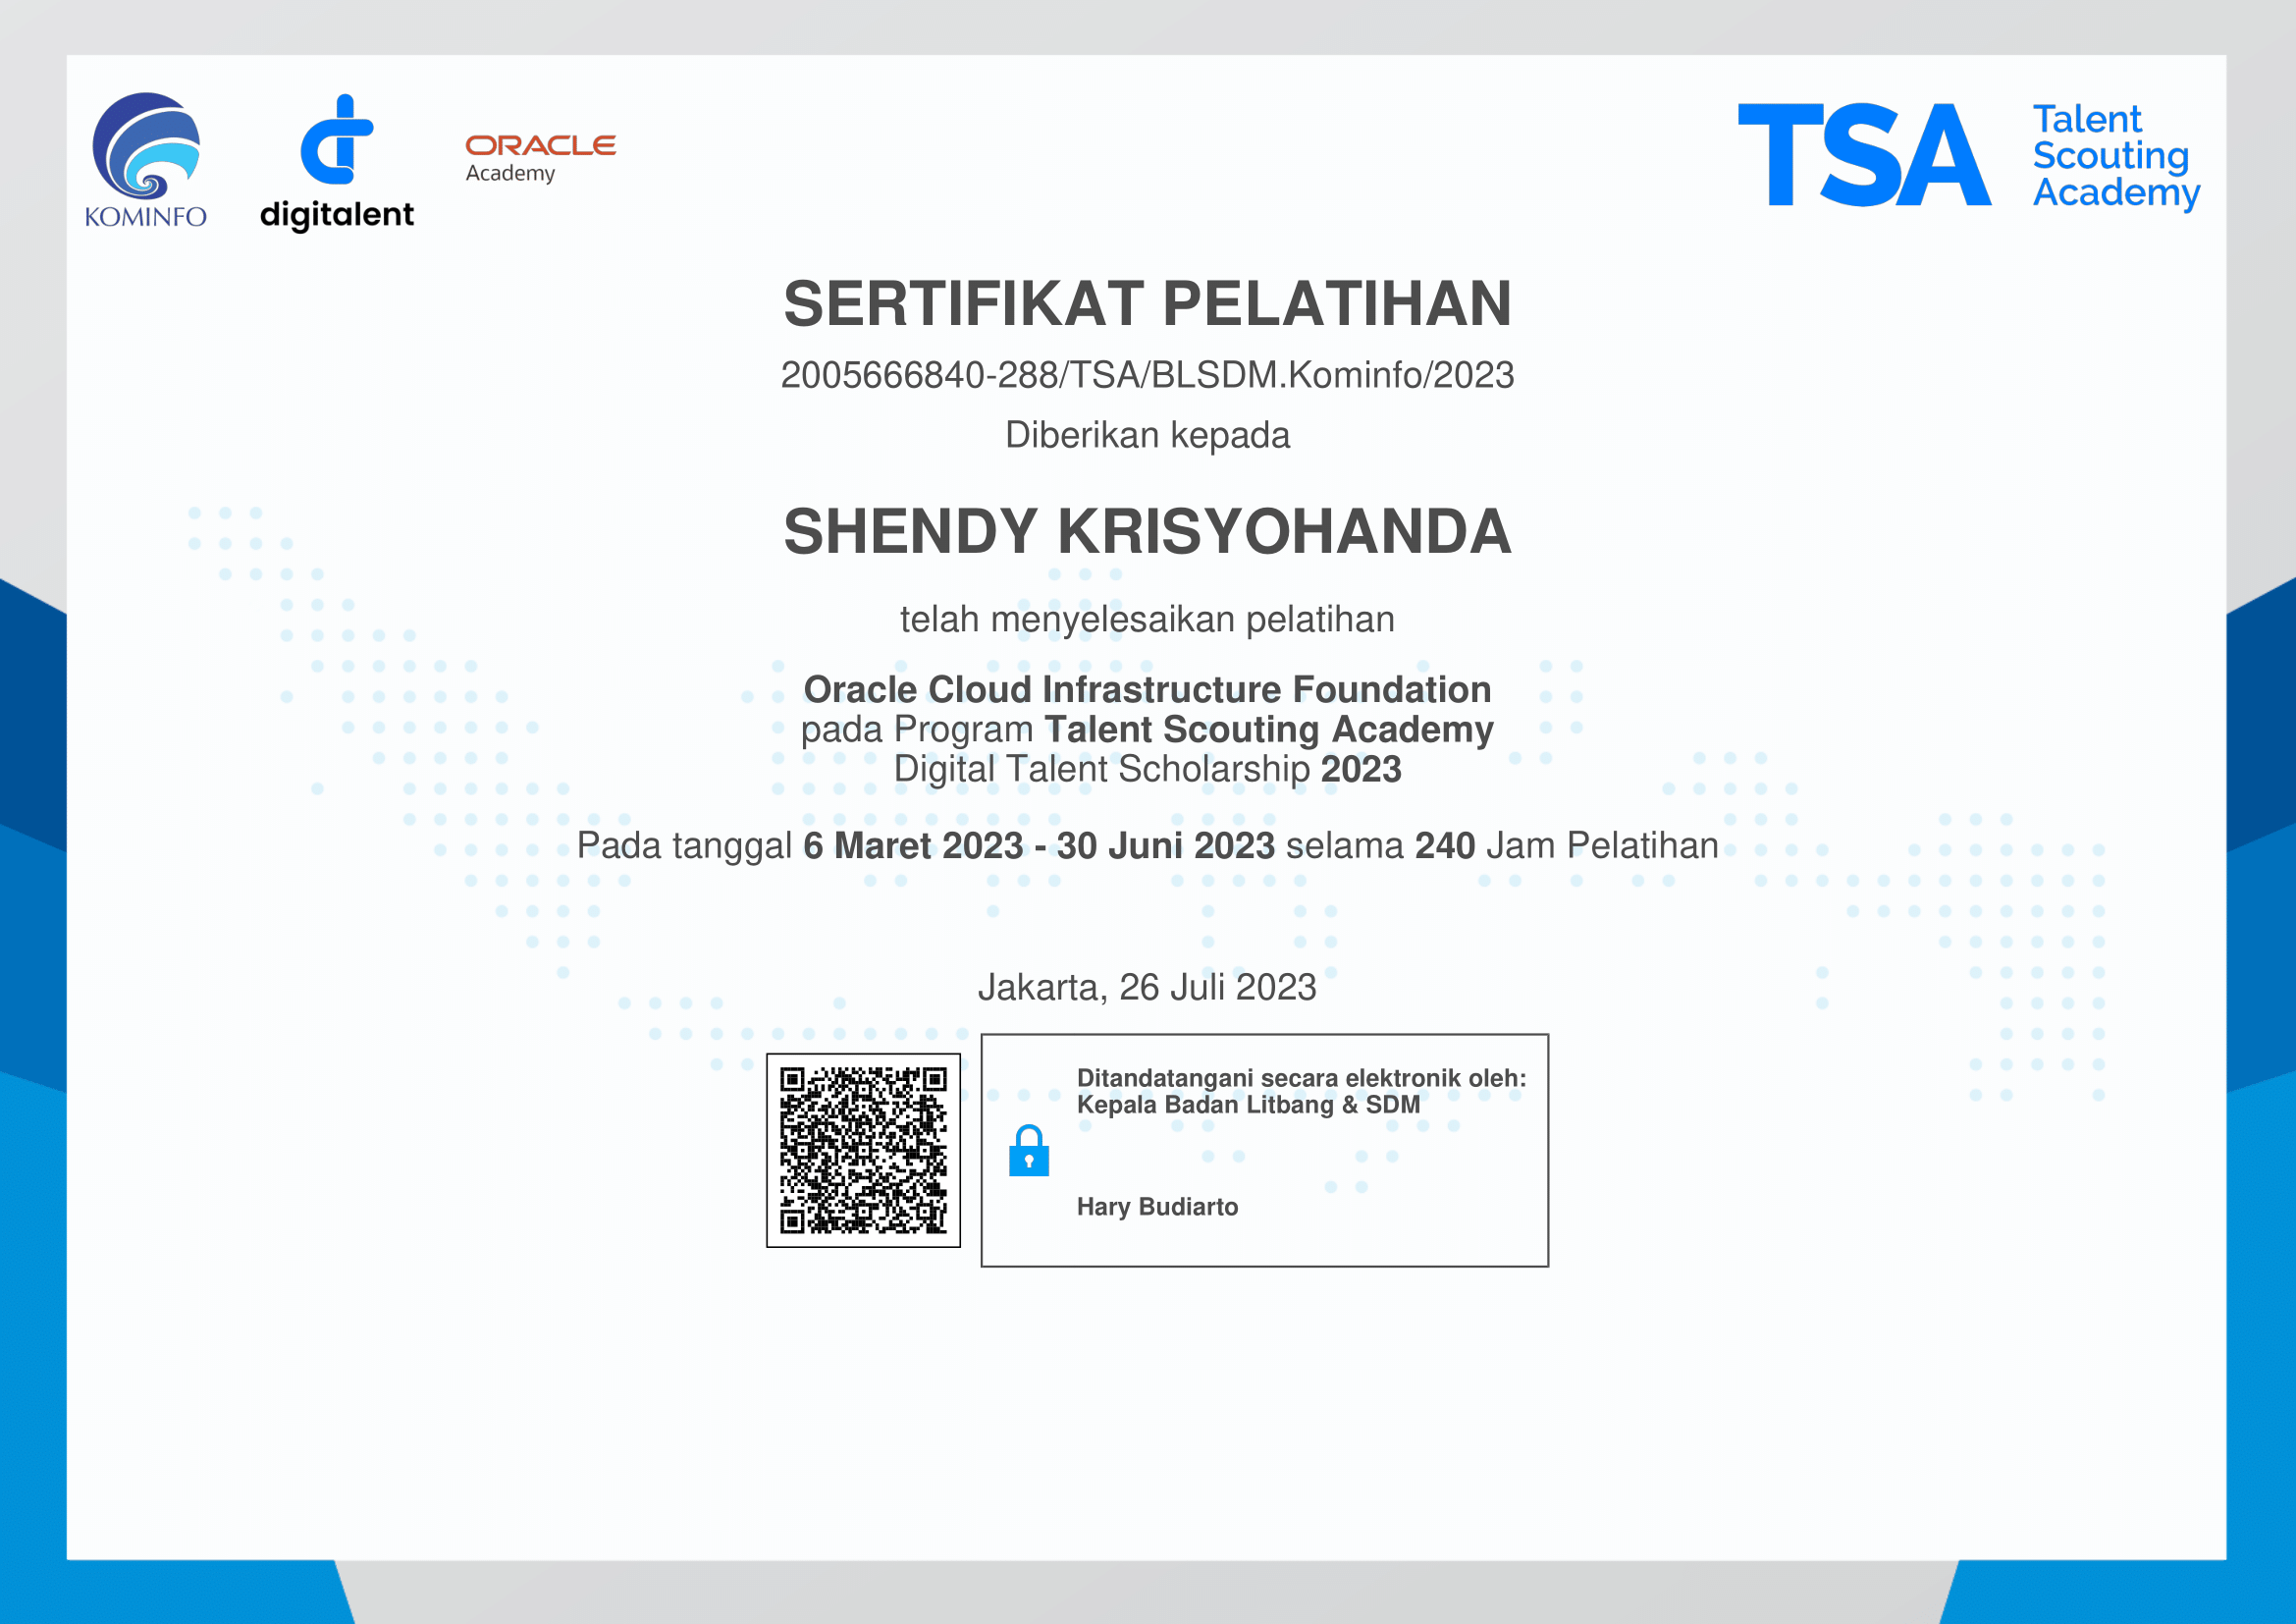 KOMINFO
digitalent
ORACLE
Academy
TSA
Talent
Scouting
Academy
SERTIFIKAT PELATIHAN
2005666840-288/TSA/BLSDM.Kominfo/2023
Diberikan kepada
SHENDY KRISYOHANDA
telah menyelesaikan pelatihan
Oracle Cloud Infrastructure Foundation
pada Program Talent Scouting Academy
Digital Talent Scholarship 2023
Pada tanggal 6 Maret 2023 - 30 Juni 2023 selama 240 Jam Pelatihan
Jakarta, 26 Juli 2023
Ditandatangani secara elektronik oleh:
Kepala Badan Litbang & SDM
Hary Budiarto